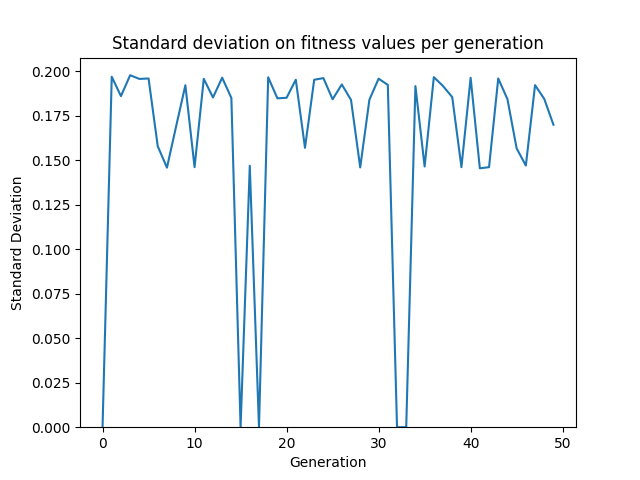 Standard deviation on fitness values per generation
0.200
0.175
0.150
0.125
0.100
0.075
0.050
0.025
0.000
Standard Deviation
0 10 20 30 40 50
Generation